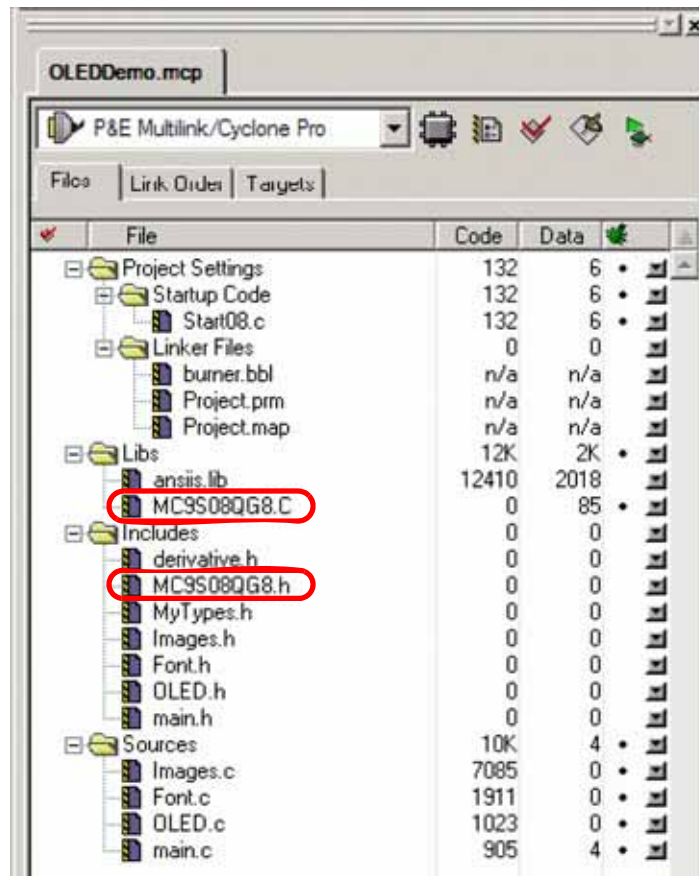 OLEDDemo.mcp
P&E Multilink/Cyclone Pro
Files Link Order Targets
File Code Data
Project Settings 132 6
Startup Code 132 6
Start08.c 132 6
Linker Files 0 0
burner.bbl n/a n/a
Project.prm n/a n/a
Project.map n/a n/a
Libs 12K 2K
ansiis.lib 12410 2018
MC9S08QG8.C 0 85
Includes 0 0
derivative.h 0 0
MC9S08QG8.h 0 0
MyTypes.h 0 0
Images.h 0 0
Font.h 0 0
OLED.h 0 0
main.h 0 0
Sources 10K 4
Images.c 7085 0
Font.c 1911 0
OLED.c 1023 0
main.c 905 4